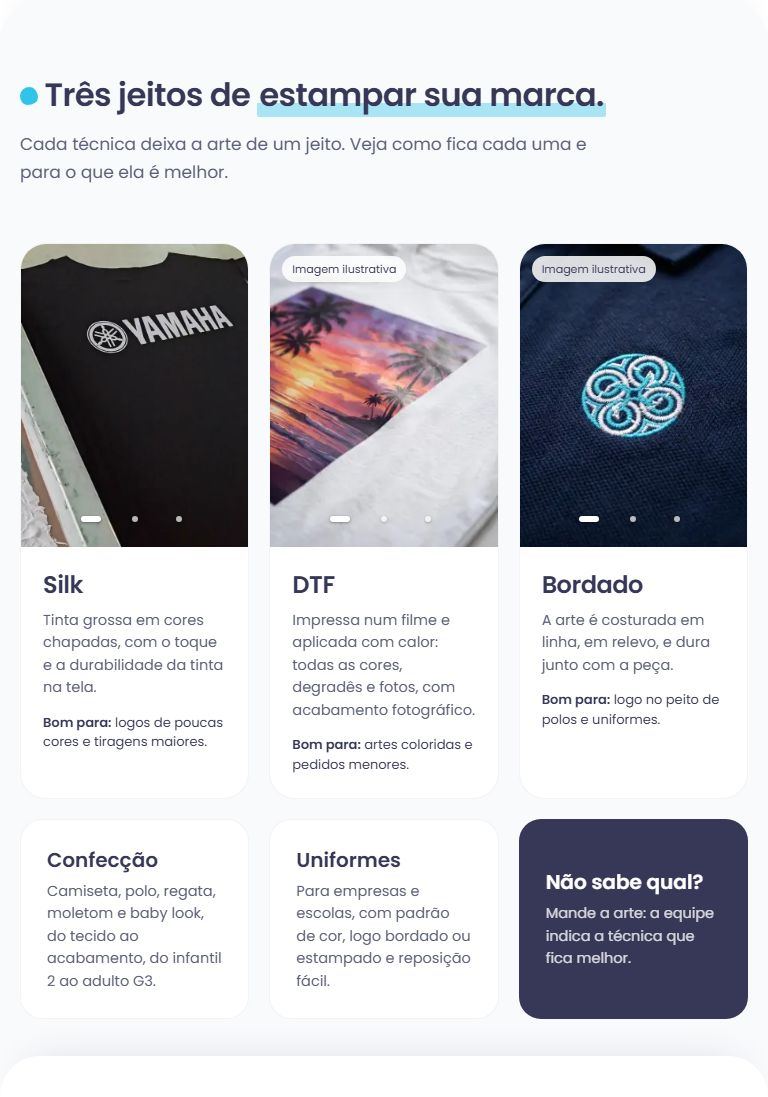 Três jeitos de estampar sua marca.
Cada técnica deixa a arte de um jeito. Veja como fica cada uma e
para o que ela é melhor.
YAMAHA
Imagem ilustrativa
Imagem ilustrativa
Silk
Tinta grossa em cores
chapadas, com o toque
e a durabilidade da tinta
na tela.
Bom para: logos de poucas
cores e tiragens maiores.
DTF
Impressa num filme e
aplicada com calor:
todas as cores,
degradês e fotos, com
acabamento fotográfico.
Bom para: artes coloridas e
pedidos menores.
Bordado
A arte é costurada em
linha, em relevo, e dura
junto com a peça.
Bom para: logo no peito de
polos e uniformes.
Confecção
Camiseta, polo, regata,
moletom e baby look,
do tecido ao
acabamento, do infantil
2 ao adulto G3.
Uniformes
Para empresas e
escolas, com padrão
de cor, logo bordado ou
estampado e reposição
fácil.
Não sabe qual?
Mande a arte: a equipe
indica a técnica que
fica melhor.